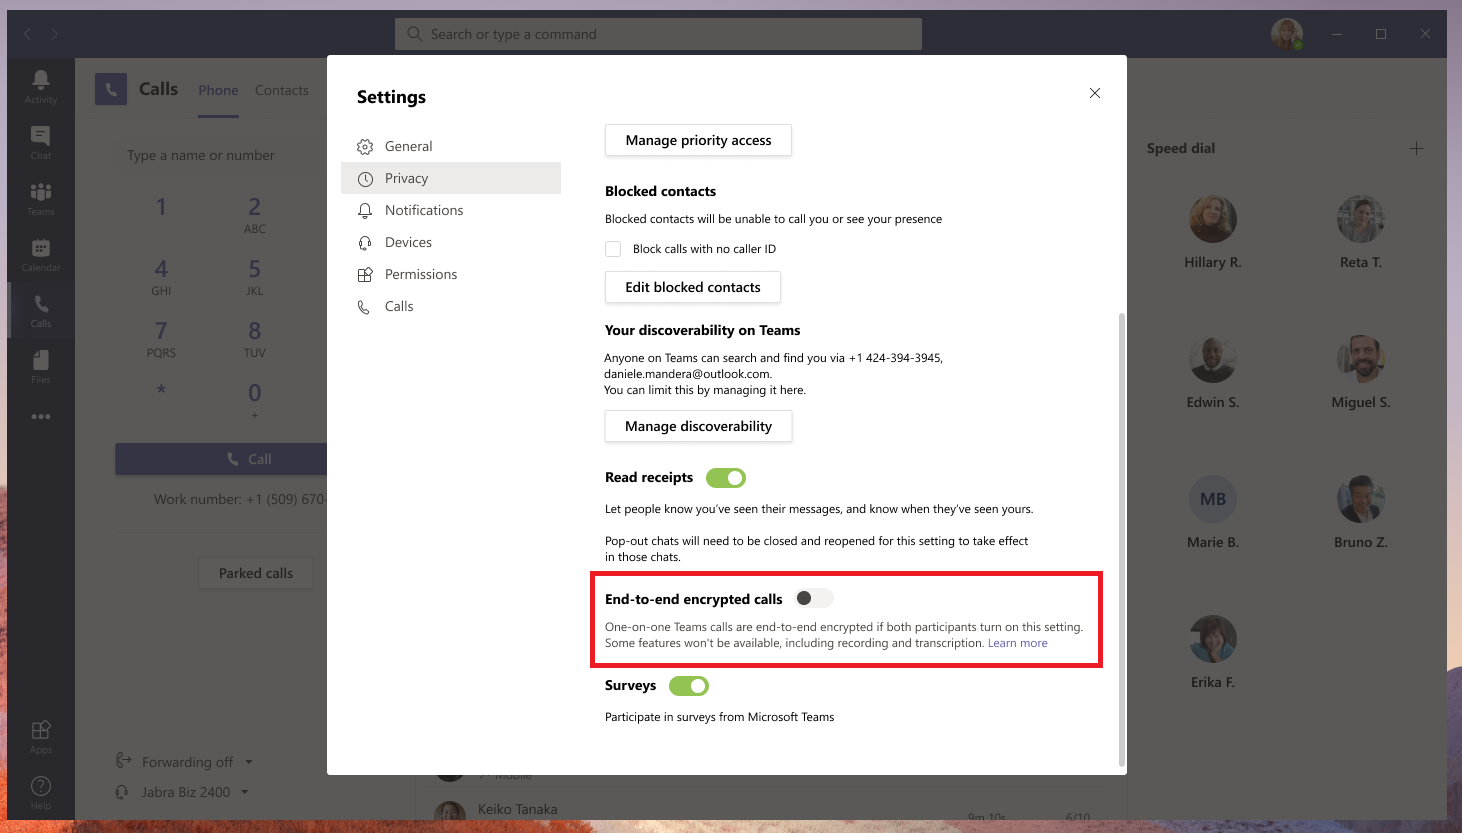 Search or type a command
Activity
Chat
Teams
Calendar
Calls
Files
Apps
Help
Calls
Phone
Contacts
Type a name or number
1
2
ABC
4
GHI
5
JKL
7
PQRS
8
TUV
*
0
+
Call
Work number: +1 (509) 670-
Parked calls
Forwarding off
Jabra Biz 2400
Settings
General
Privacy
Notifications
Devices
Permissions
Calls
Manage priority access
Blocked contacts
Blocked contacts will be unable to call you or see your presence
Block calls with no caller ID
Edit blocked contacts
Your discoverability on Teams
Anyone on Teams can search and find you via +1 424-394-3945,
daniele.mandera@outlook.com.
You can limit this by managing it here.
Manage discoverability
Read receipts
Let people know you've seen their messages, and know when they've seen yours.
Pop-out chats will need to be closed and reopened for this setting to take effect
in those chats.
End-to-end encrypted calls
One-on-one Teams calls are end-to-end encrypted if both participants turn on this setting.
Some features won't be available, including recording and transcription. Learn more
Surveys
Participate in surveys from Microsoft Teams
Mobile
Keiko Tanaka
9m 10s
6/10
Speed dial
Hillary R.
Reta T.
Edwin S.
Miguel S.
MB
Marie B.
Bruno Z.
Erika F.